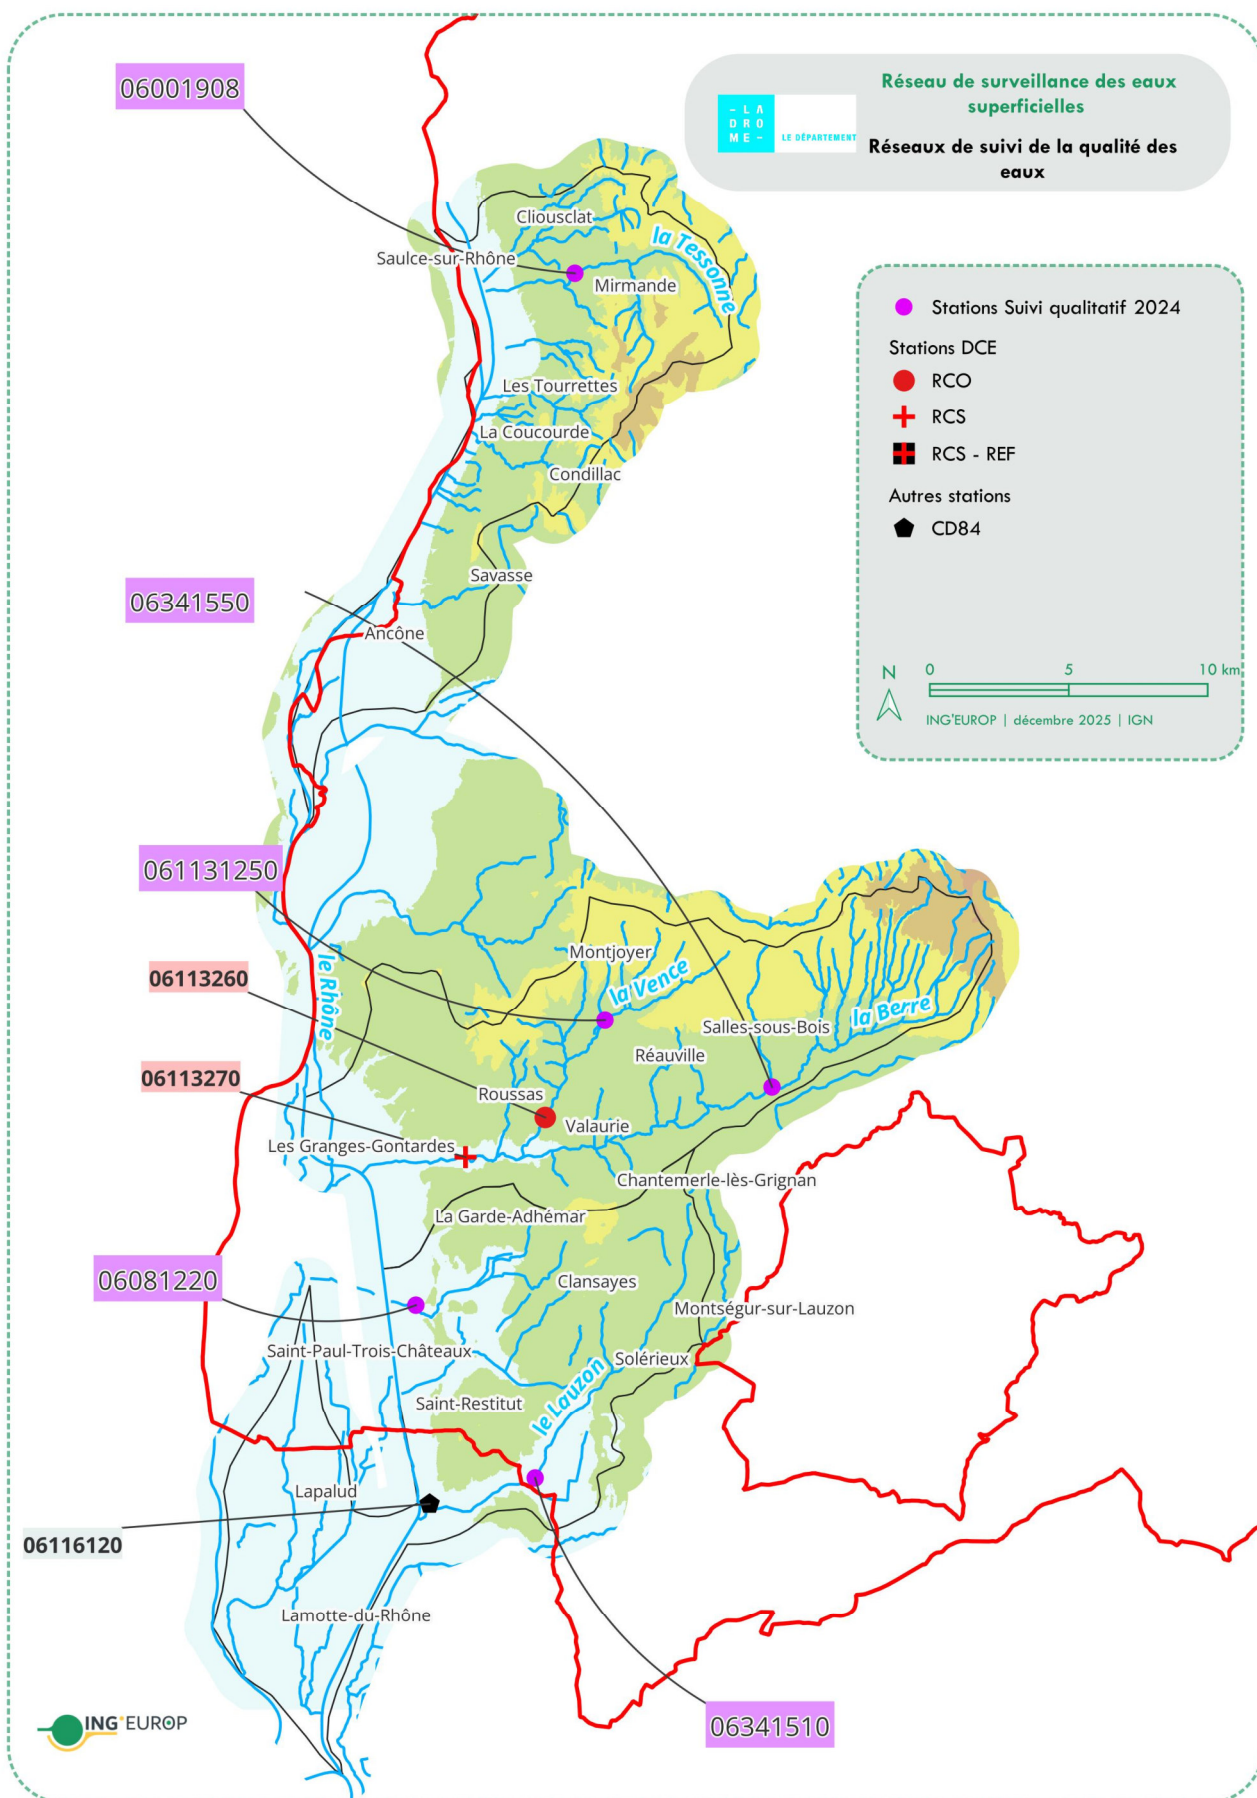 06001908
– L A
D R O
M E –
LE DÉPARTEMENT
Réseau de surveillance des eaux
superficielles
Réseaux de suivi de la qualité des
eaux
Cliousclat
la Tessonne
Saulce-sur-Rhône
Mirmande
Stations Suivi qualitatif 2024
Stations DCE
RCO
RCS
RCS - REF
Autres stations
CD84
N
0 5 10 km
ING'EUROP | décembre 2025 | IGN
Les Tourrettes
La Coucourde
Condillac
Savasse
06341550
Ancône
061131250
Montjoyer
la Vence
06113260
le Rhône
la Berre
Salles-sous-Bois
Réauville
06113270
Roussas
Valaurie
Les Granges-Gontardes
Chantemerle-lès-Grignan
La Garde-Adhémar
06081220
Clansayes
Montségur-sur-Lauzon
Saint-Paul-Trois-Châteaux
Solérieux
le Lauzon
Saint-Restitut
Lapalud
06116120
Lamotte-du-Rhône
ING'EUROP
06341510